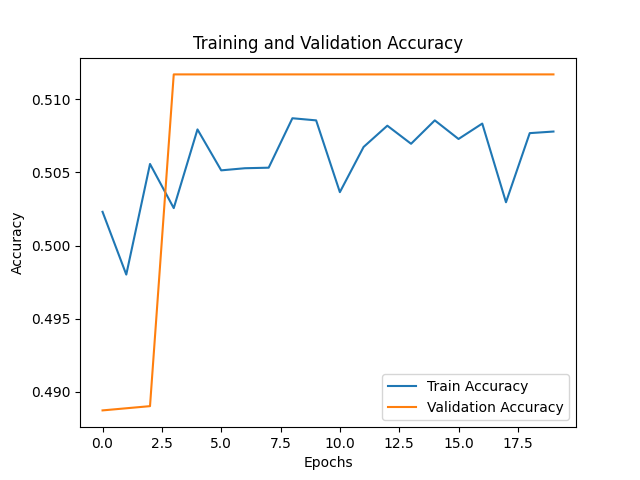 Training and Validation Accuracy
0.510
0.505
0.500
0.495
0.490
Accuracy
0.0 2.5 5.0 7.5 10.0 12.5 15.0 17.5
Epochs
Train Accuracy
Validation Accuracy